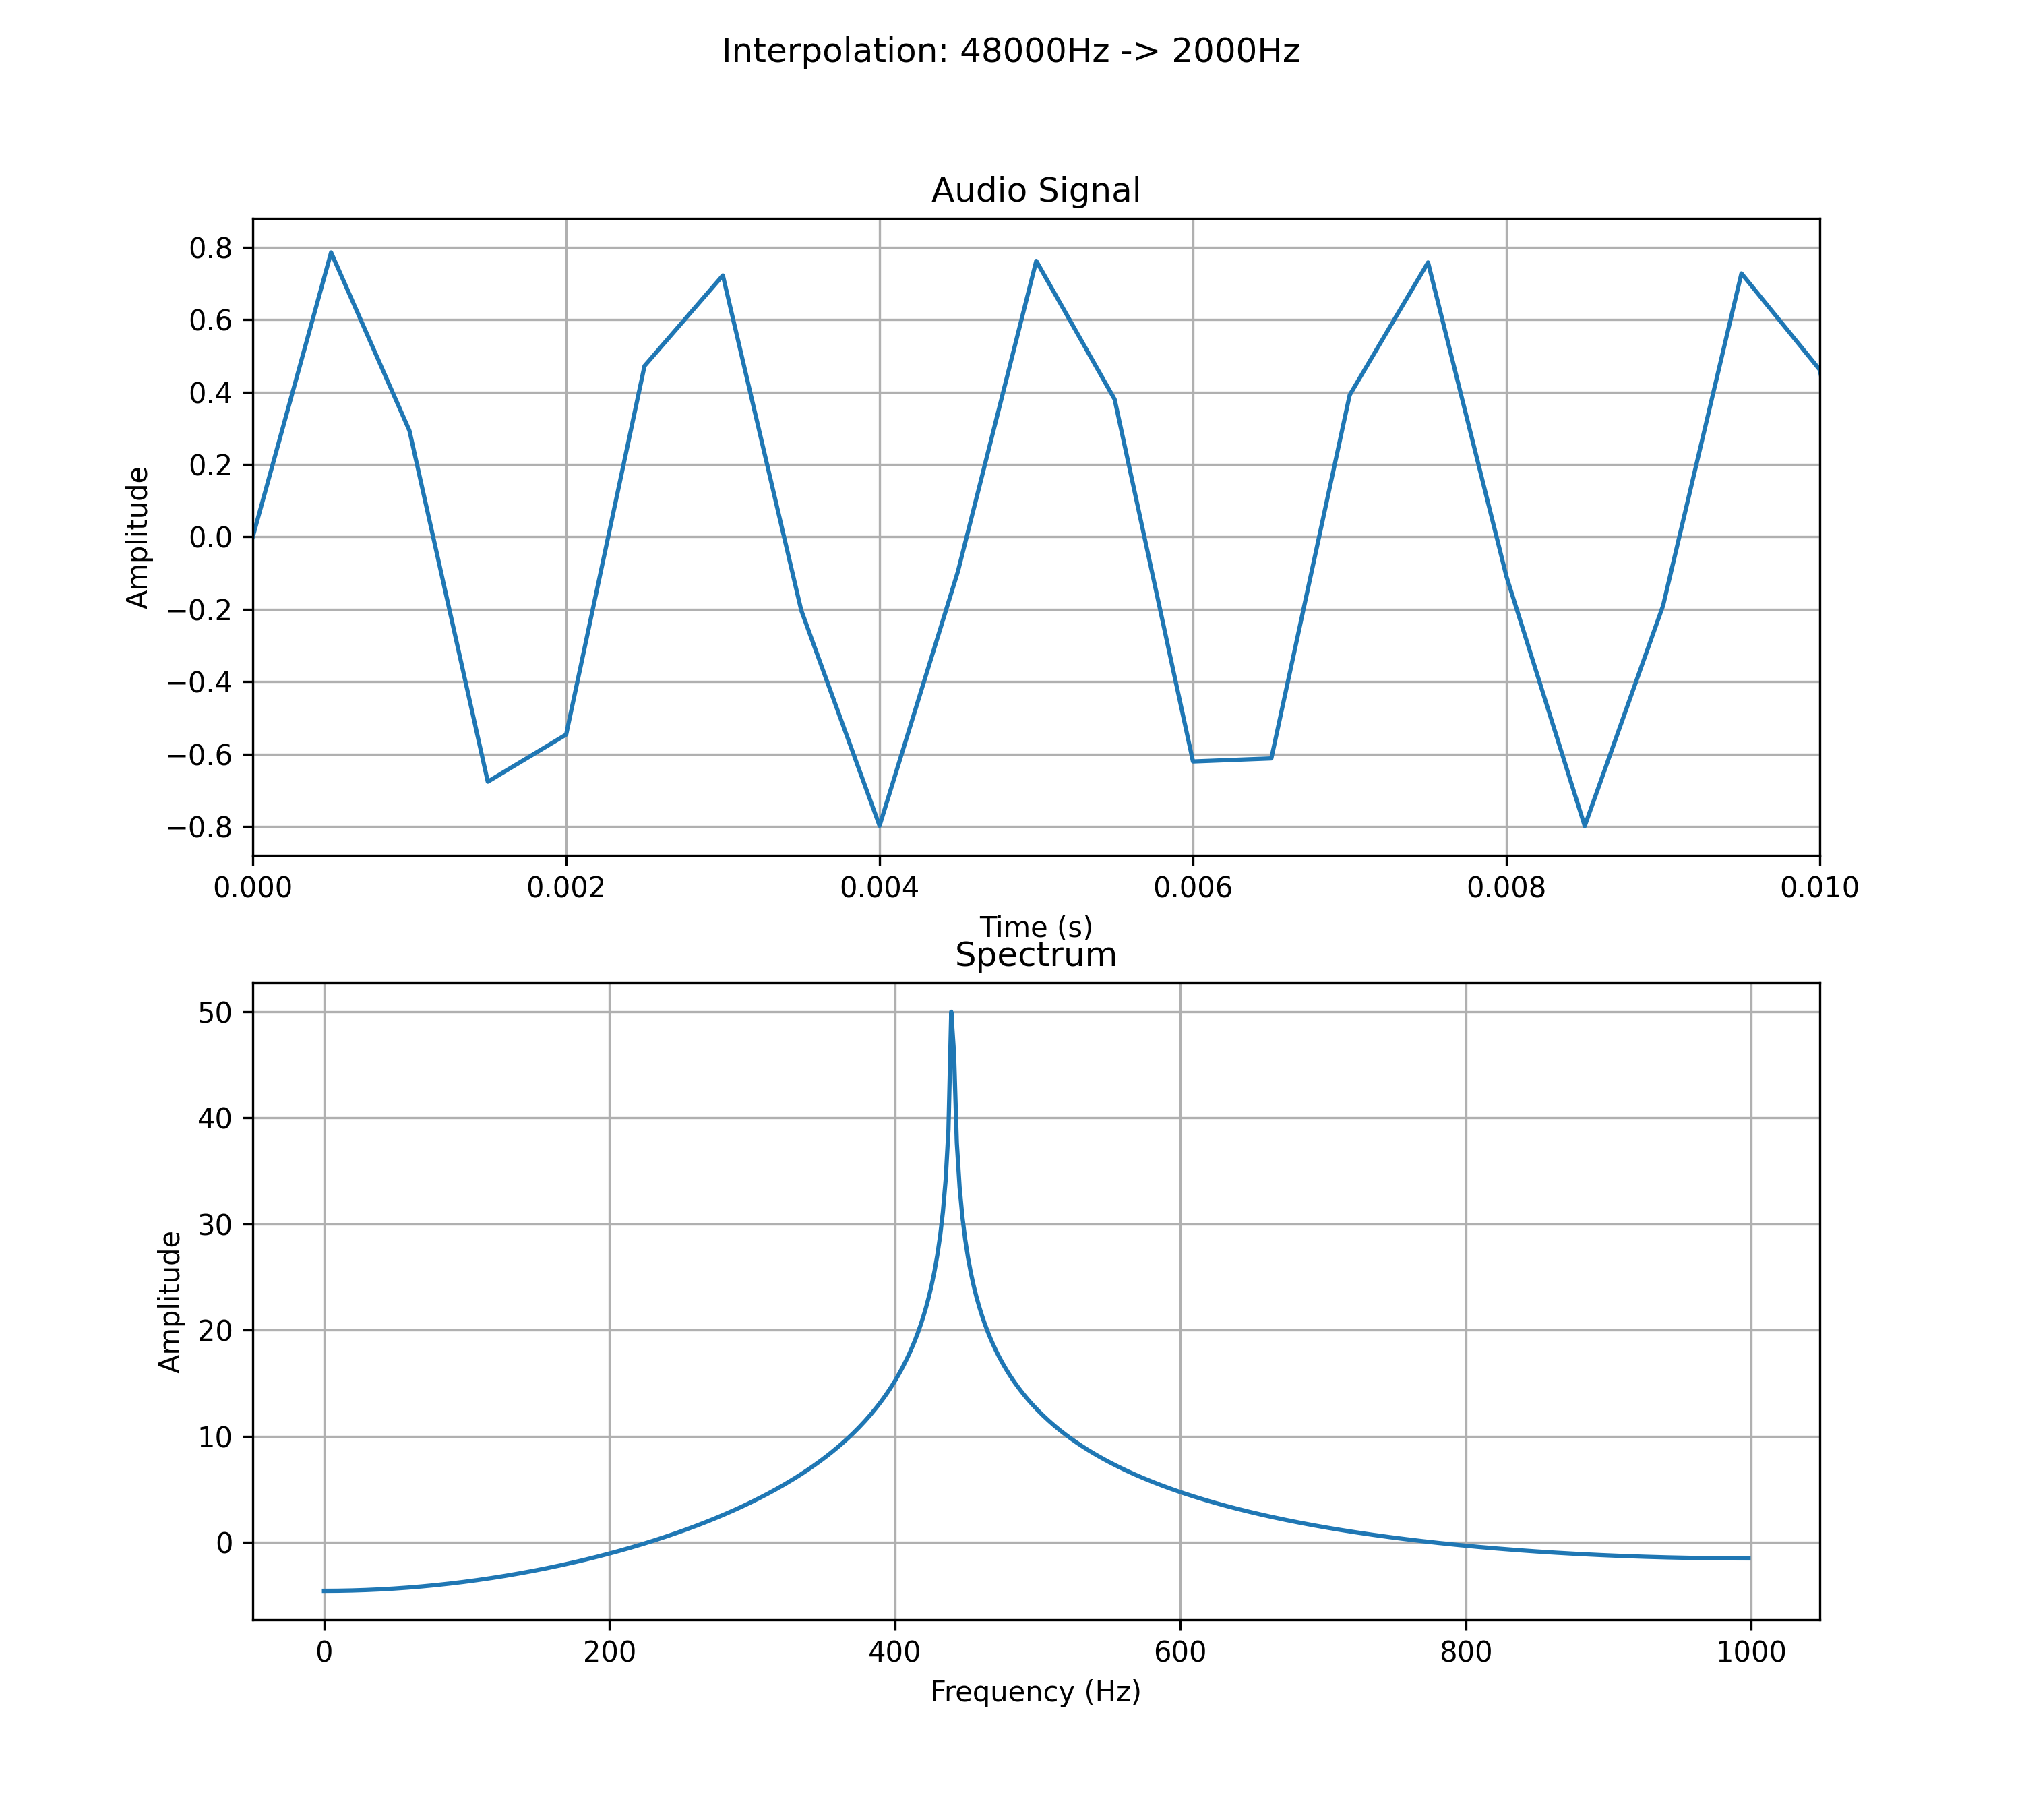 Interpolation: 48000Hz -> 2000Hz
Audio Signal
Amplitude
0.8
0.6
0.4
0.2
0.0
−0.2
−0.4
−0.6
−0.8
0.000 0.002 0.004 0.006 0.008 0.010
Time (s)
Spectrum
Amplitude
50
40
30
20
10
0
0 200 400 600 800 1000
Frequency (Hz)